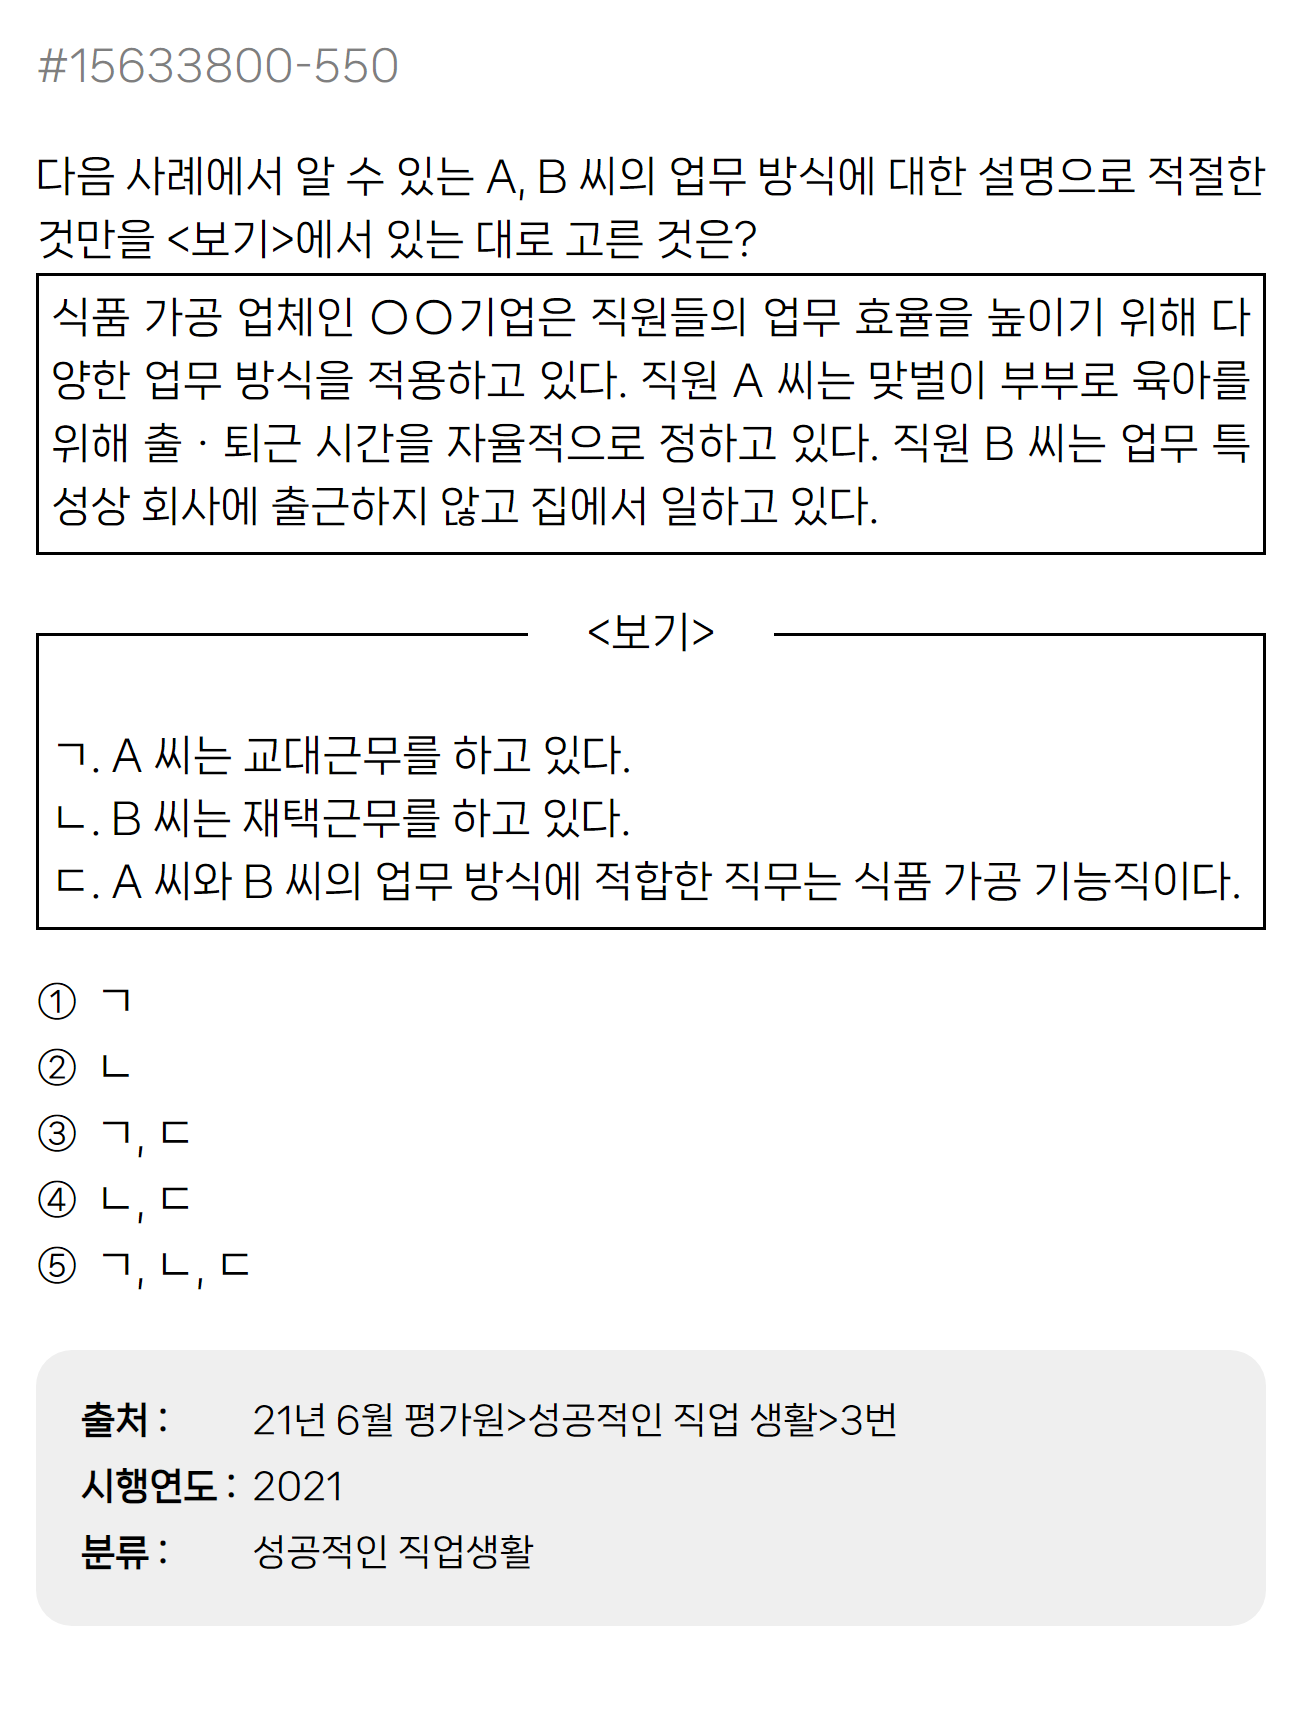 #15633800-550
다음 사례에서 알 수 있는 A, B 씨의 업무 방식에 대한 설명으로 적절한
것만을 <보기>에서 있는 대로 고른 것은?
식품 가공 업체인 〇〇기업은 직원들의 업무 효율을 높이기 위해 다
양한 업무 방식을 적용하고 있다. 직원 A 씨는 맞벌이 부부로 육아를
위해 출ㆍ퇴근 시간을 자율적으로 정하고 있다. 직원 B 씨는 업무 특
성상 회사에 출근하지 않고 집에서 일하고 있다.
<보기>
ㄱ. A 씨는 교대근무를 하고 있다.
ㄴ. B 씨는 재택근무를 하고 있다.
ㄷ. A 씨와 B 씨의 업무 방식에 적합한 직무는 식품 가공 기능직이다.
① ㄱ
② ㄴ
③ ㄱ, ㄷ
④ ㄴ, ㄷ
⑤ ㄱ, ㄴ, ㄷ
출처 : 21년 6월 평가원>성공적인 직업 생활>3번
시행연도 : 2021
분류 : 성공적인 직업생활